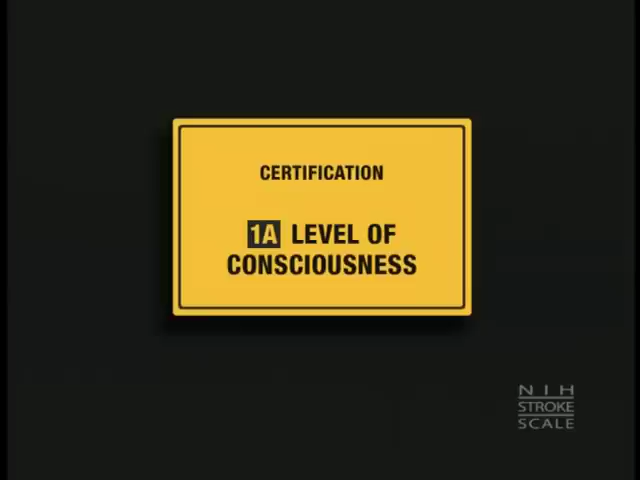 CERTIFICATION
1A LEVEL OF
CONSCIOUSNESS
NIH
STROKE
SCALE